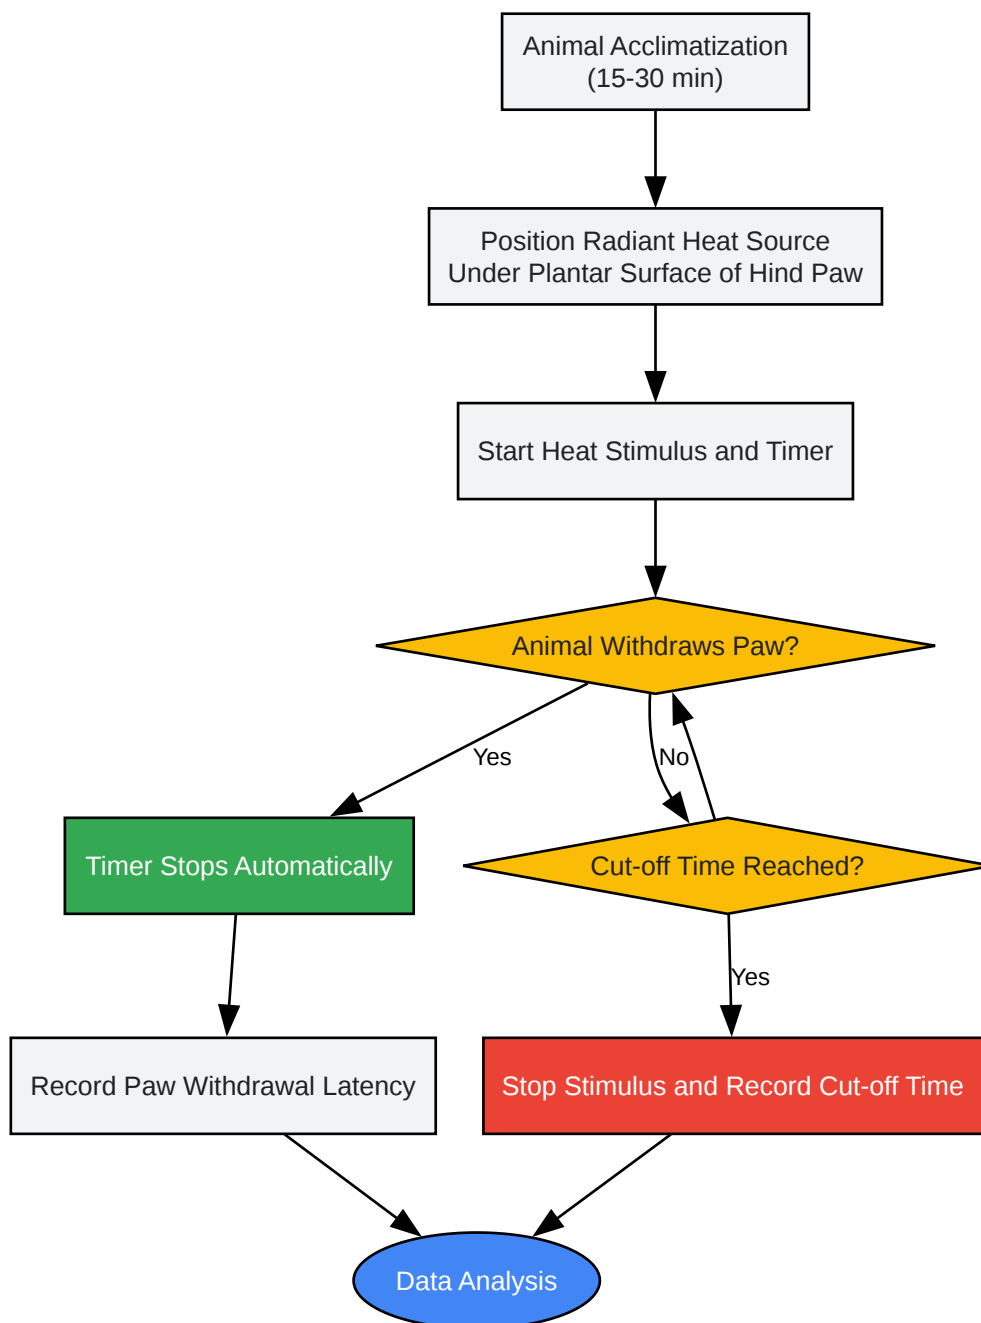 Animal Acclimatization
(15-30 min)
Position Radiant Heat Source
Under Plantar Surface of Hind Paw
Start Heat Stimulus and Timer
Animal Withdraws Paw?
Yes
No
Timer Stops Automatically
Cut-off Time Reached?
Yes
Record Paw Withdrawal Latency
Stop Stimulus and Record Cut-off Time
Data Analysis